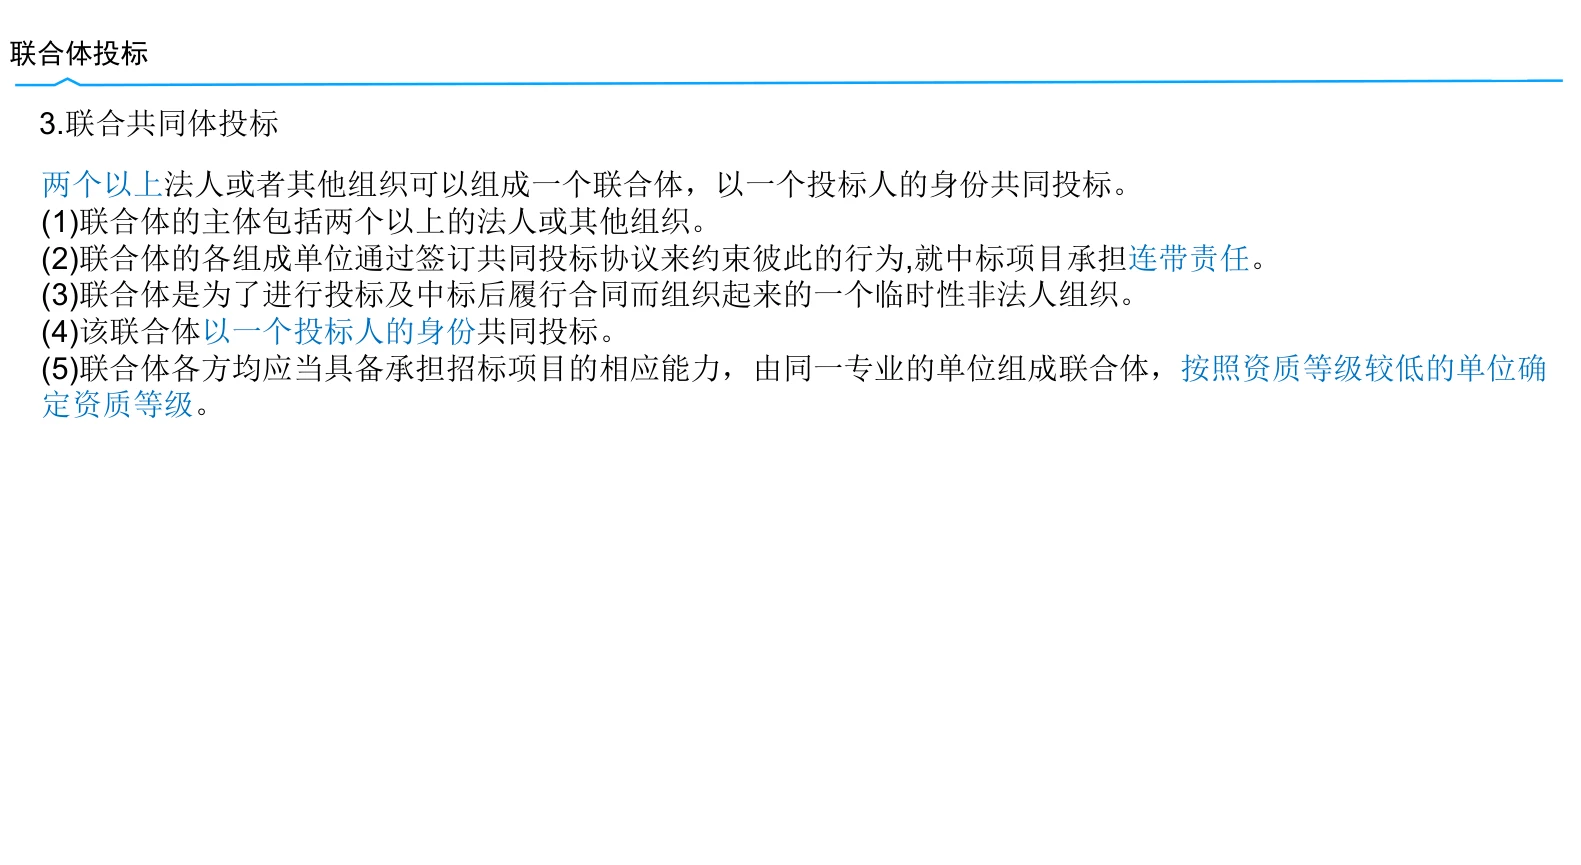 联合体投标
3.联合共同体投标
两个以上法人或者其他组织可以组成一个联合体，以一个投标人的身份共同投标。
(1)联合体的主体包括两个以上的法人或其他组织。
(2)联合体的各组成单位通过签订共同投标协议来约束彼此的行为,就中标项目承担连带责任。
(3)联合体是为了进行投标及中标后履行合同而组织起来的一个临时性非法人组织。
(4)该联合体以一个投标人的身份共同投标。
(5)联合体各方均应当具备承担招标项目的相应能力，由同一专业的单位组成联合体，按照资质等级较低的单位确
定资质等级。